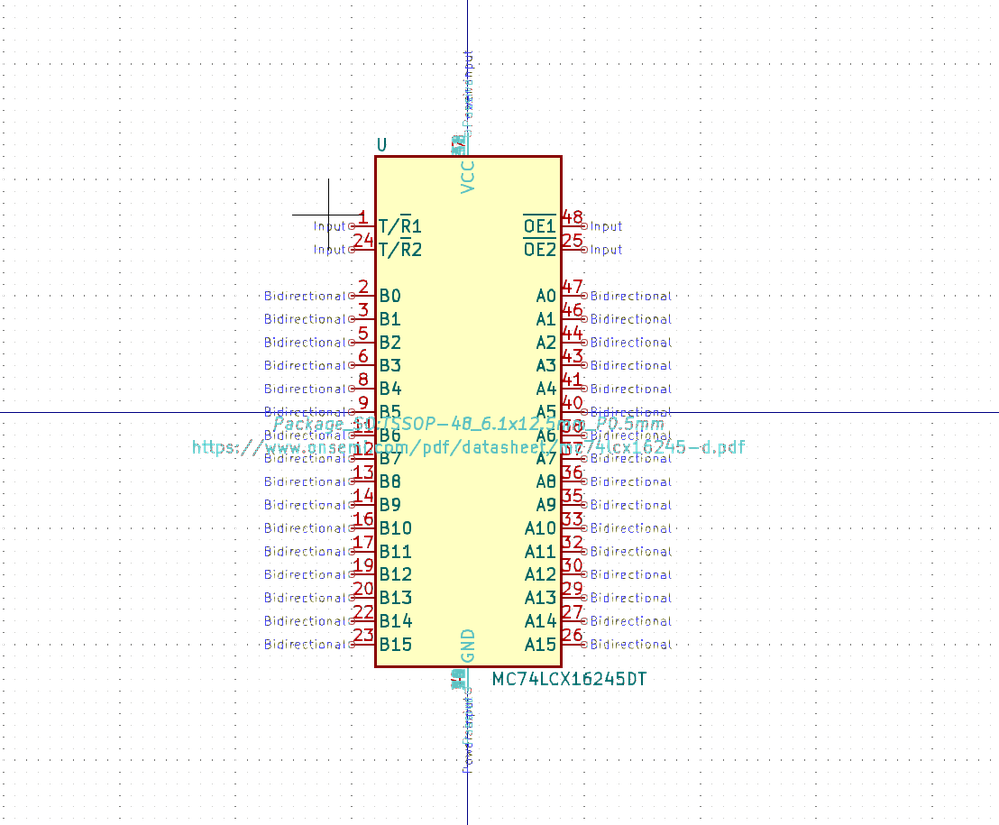 U
VCC
Input 1 T/R1 OE1 48 Input
Input 24 T/R2 OE2 25 Input
Bidirectional 2 B0 A0 47 Bidirectional
Bidirectional 3 B1 A1 46 Bidirectional
Bidirectional 5 B2 A2 44 Bidirectional
Bidirectional 6 B3 A3 43 Bidirectional
Bidirectional 8 B4 A4 41 Bidirectional
Bidirectional 9 B5 A5 40 Bidirectional
Package_SO:TSSOP-48_6.1x12.5mm_P0.5mm
Bidirectional B6 A6 Bidirectional
https://www.onsemi.com/pdf/datasheet/mc74lcx16245-d.pdf
Bidirectional B7 A7 Bidirectional
Bidirectional 13 B8 A8 36 Bidirectional
Bidirectional 14 B9 A9 35 Bidirectional
Bidirectional 16 B10 A10 33 Bidirectional
Bidirectional 17 B11 A11 32 Bidirectional
Bidirectional 19 B12 A12 30 Bidirectional
Bidirectional 20 B13 A13 29 Bidirectional
Bidirectional 22 B14 A14 27 Bidirectional
Bidirectional 23 B15 A15 26 Bidirectional
GND
MC74LCX16245DT